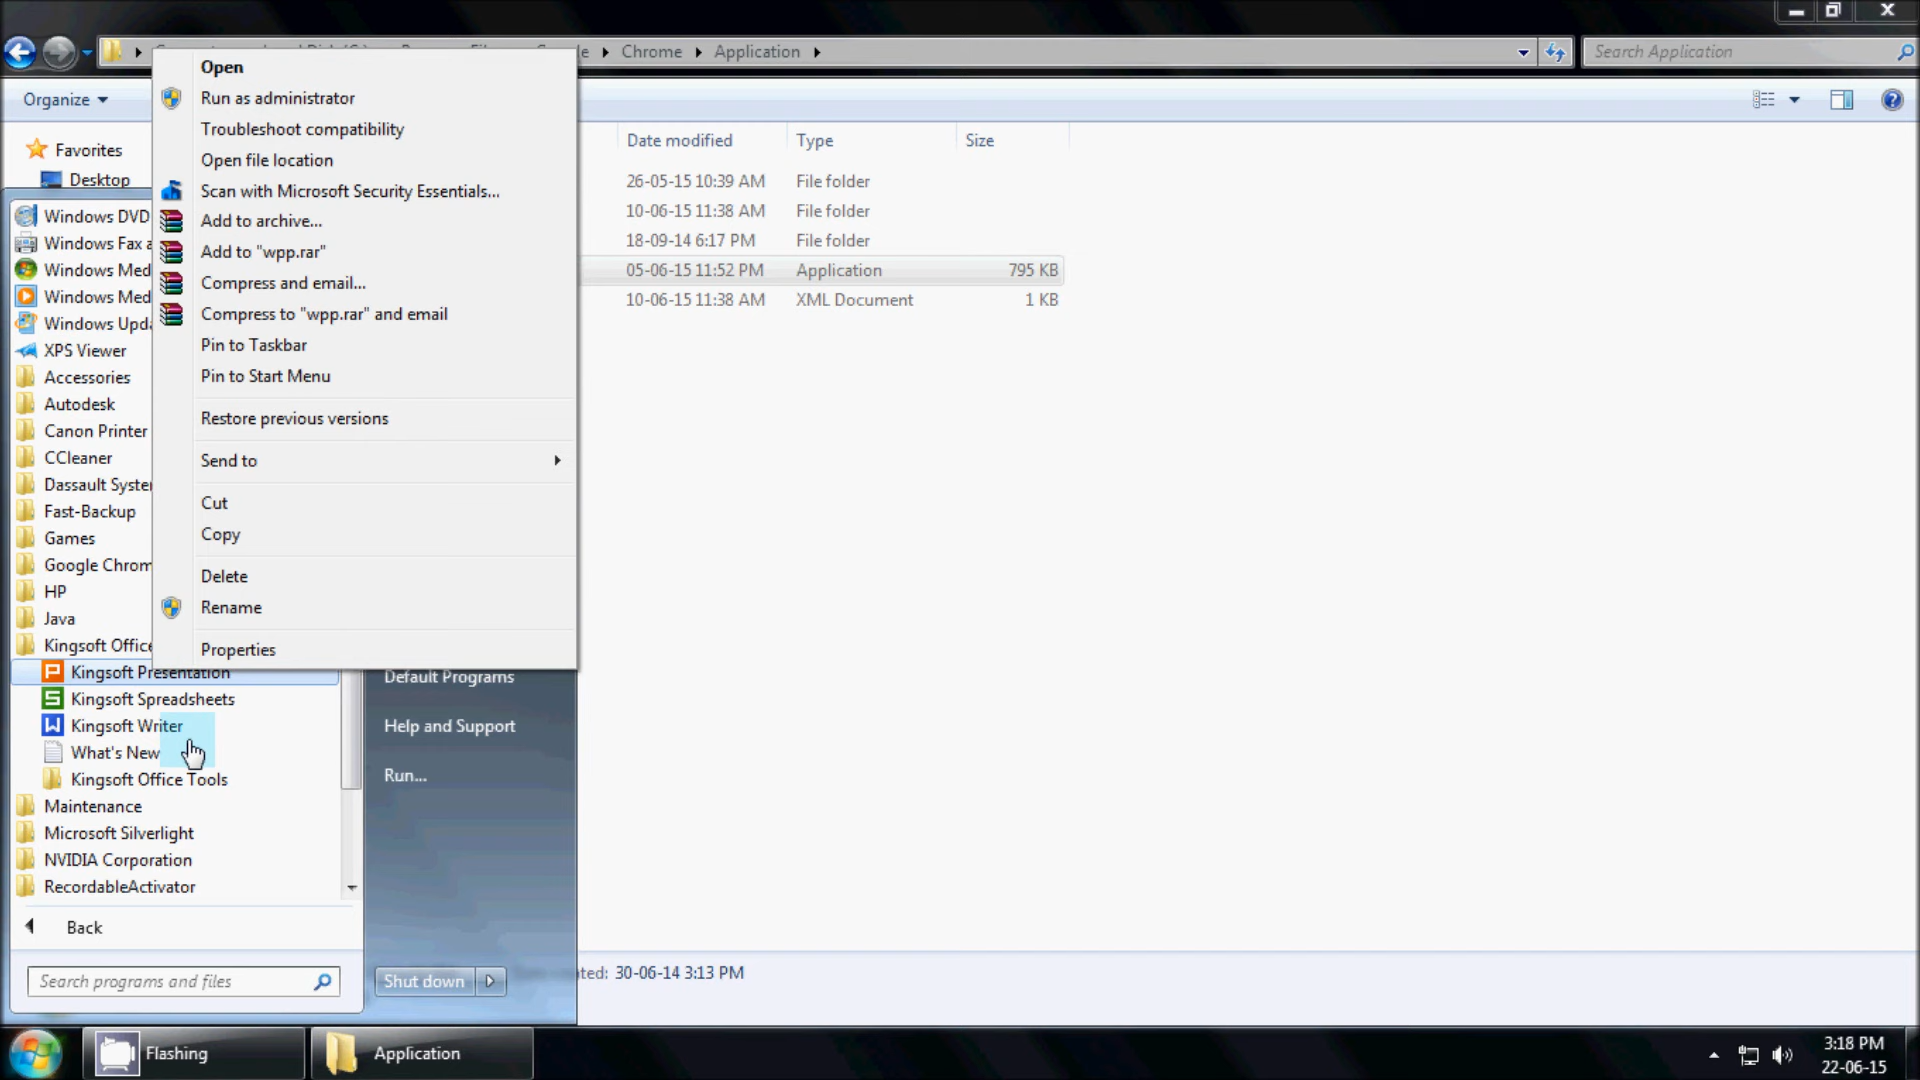 Chrome
Application
Search Application
Organize
Open
Run as administrator
Troubleshoot compatibility
Open file location
Scan with Microsoft Security Essentials...
Add to archive...
Add to "wpp.rar"
Compress and email...
Compress to "wpp.rar" and email
Pin to Taskbar
Pin to Start Menu
Restore previous versions
Send to
Cut
Copy
Delete
Rename
Properties
Date modified Type Size
26-05-15 10:39 AM File folder
10-06-15 11:38 AM File folder
18-09-14 6:17 PM File folder
05-06-15 11:52 PM Application 795 KB
10-06-15 11:38 AM XML Document 1 KB
Favorites
Desktop
Windows DVD
Windows Fax a
Windows Med
Windows Med
Windows Upda
XPS Viewer
Accessories
Autodesk
Canon Printer
CCleaner
Dassault Syste
Fast-Backup
Games
Google Chrom
HP
Java
Kingsoft Office
Kingsoft Presentation
Kingsoft Spreadsheets
Kingsoft Writer
What's New
Kingsoft Office Tools
Maintenance
Microsoft Silverlight
NVIDIA Corporation
RecordableActivator
Back
Search programs and files
Default Programs
Help and Support
Run...
Shut down
ted: 30-06-14 3:13 PM
Flashing
Application
3:18 PM
22-06-15